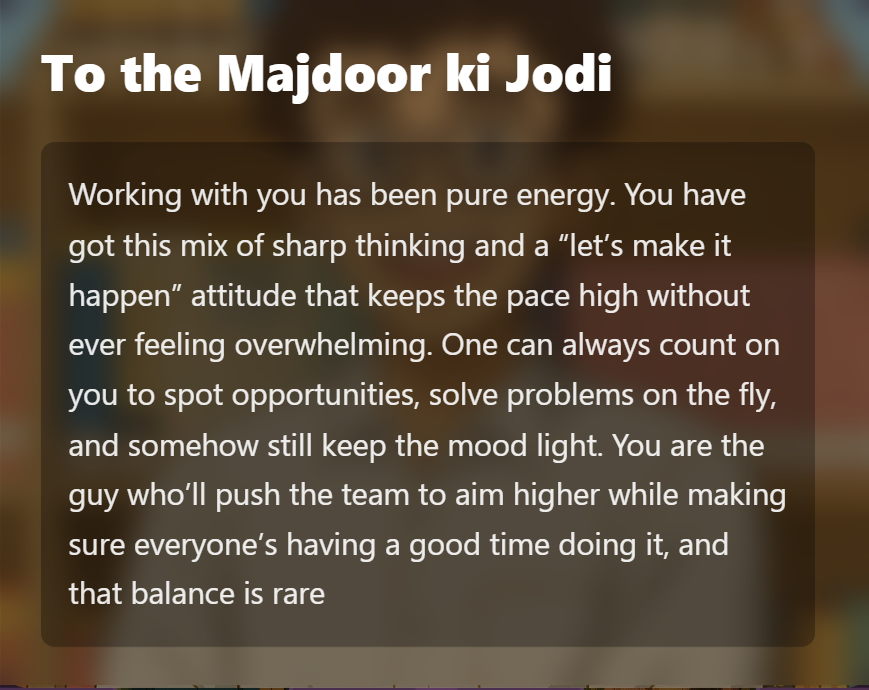 To the Majdoor ki Jodi
Working with you has been pure energy. You have
got this mix of sharp thinking and a “let’s make it
happen” attitude that keeps the pace high without
ever feeling overwhelming. One can always count on
you to spot opportunities, solve problems on the fly,
and somehow still keep the mood light. You are the
guy who’ll push the team to aim higher while making
sure everyone’s having a good time doing it, and
that balance is rare